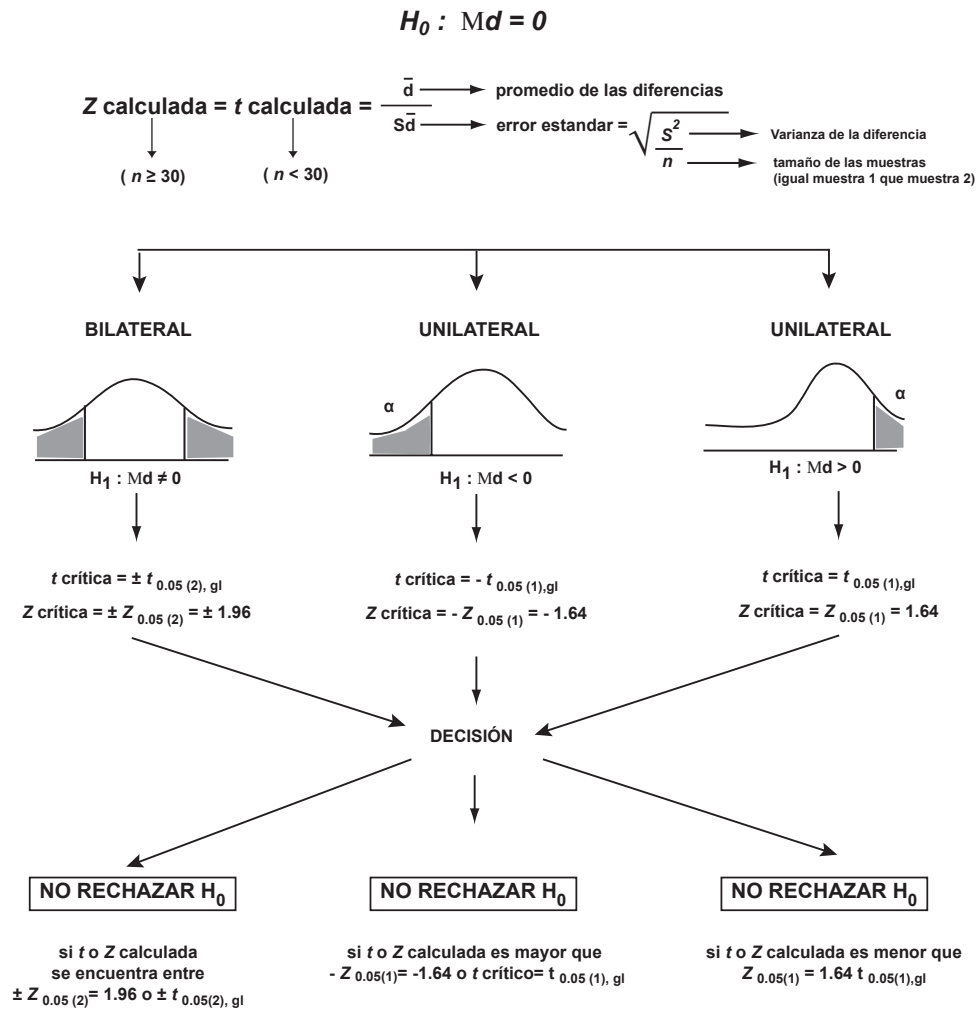 H0 : Md = 0
Z calculada = t calculada = d̄ / Sd̄
promedio de las diferencias
error estandar = √ S² / n
Varianza de la diferencia
tamaño de las muestras
(igual muestra 1 que muestra 2)
( n ≥ 30) ( n < 30)
BILATERAL
UNILATERAL
UNILATERAL
α
α
H1 : Md ≠ 0
H1 : Md < 0
H1 : Md > 0
t crítica = ± t 0.05 (2), gl
Z crítica = ± Z 0.05 (2) = ± 1.96
t crítica = - t 0.05 (1),gl
Z crítica = - Z 0.05 (1) = - 1.64
t crítica = t 0.05 (1),gl
Z crítica = Z 0.05 (1) = 1.64
DECISIÓN
NO RECHAZAR H0
NO RECHAZAR H0
NO RECHAZAR H0
si t o Z calculada
se encuentra entre
± Z 0.05 (2)= 1.96 o ± t 0.05(2), gl
si t o Z calculada es mayor que
- Z 0.05(1)= -1.64 o t crítico= t 0.05 (1), gl
si t o Z calculada es menor que
Z 0.05(1) = 1.64 t 0.05(1),gl